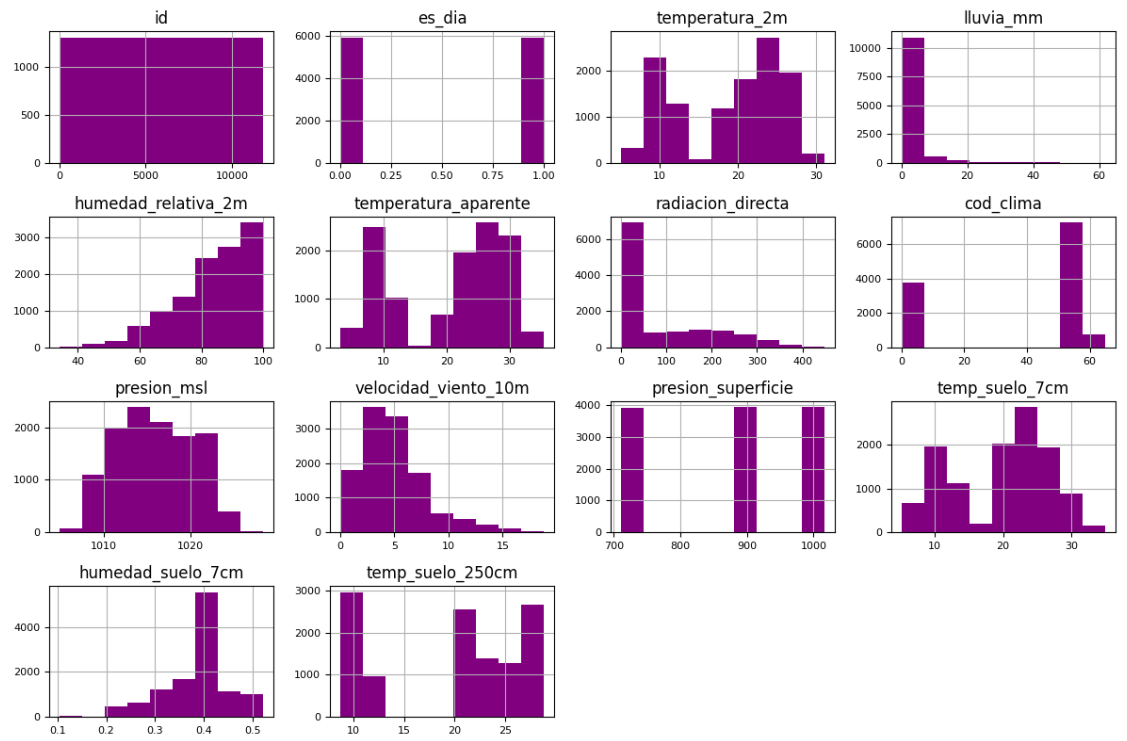 id es_dia temperatura_2m lluvia_mm
1000 6000 2000 10000
500 4000 1000 7500
0 2000 0 5000
0 2500
0
0 5000 10000 0.00 0.25 0.50 0.75 1.00 10 20 30 0 20 40 60
humedad_relativa_2m temperatura_aparente radiacion_directa cod_clima
3000 2000 6000 6000
2000 1000 4000 4000
1000 0 2000 2000
0 0 0
40 60 80 100 10 20 30 0 100 200 300 400 0 20 40 60
presion_msl velocidad_viento_10m presion_superficie temp_suelo_7cm
2000 3000 4000 2000
1000 2000 3000 1000
0 1000 2000 0
0 1000
0
1010 1020 0 5 10 15 700 800 900 1000 10 20 30
humedad_suelo_7cm temp_suelo_250cm
4000 3000
2000 2000
0 1000
0
0.1 0.2 0.3 0.4 0.5 10 15 20 25